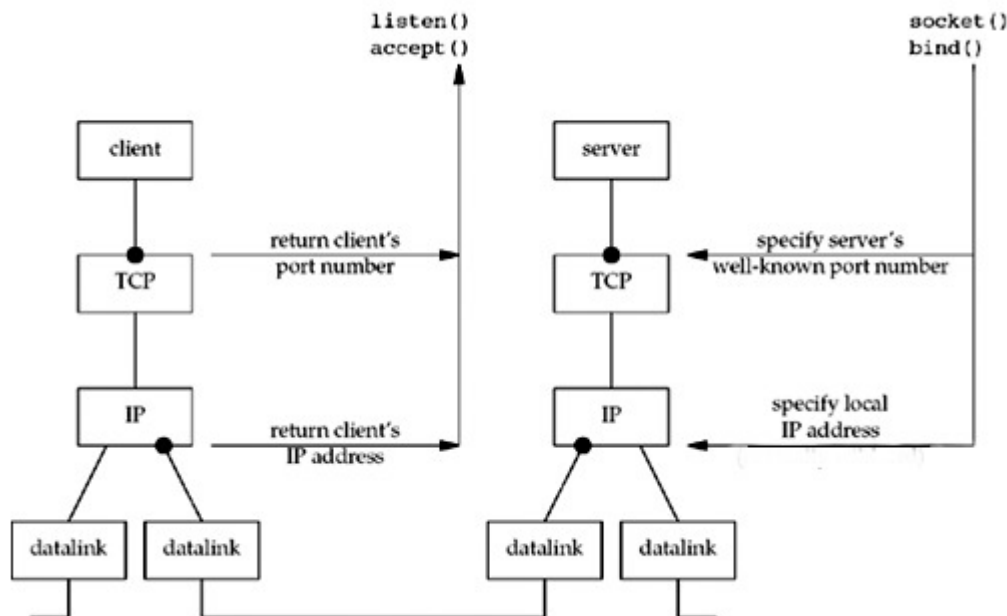 listen()
accept()
socket()
bind()
client
server
return client's
port number
specify server's
well-known port number
TCP
TCP
IP
IP
return client's
IP address
specify local
IP address
datalink
datalink
datalink
datalink